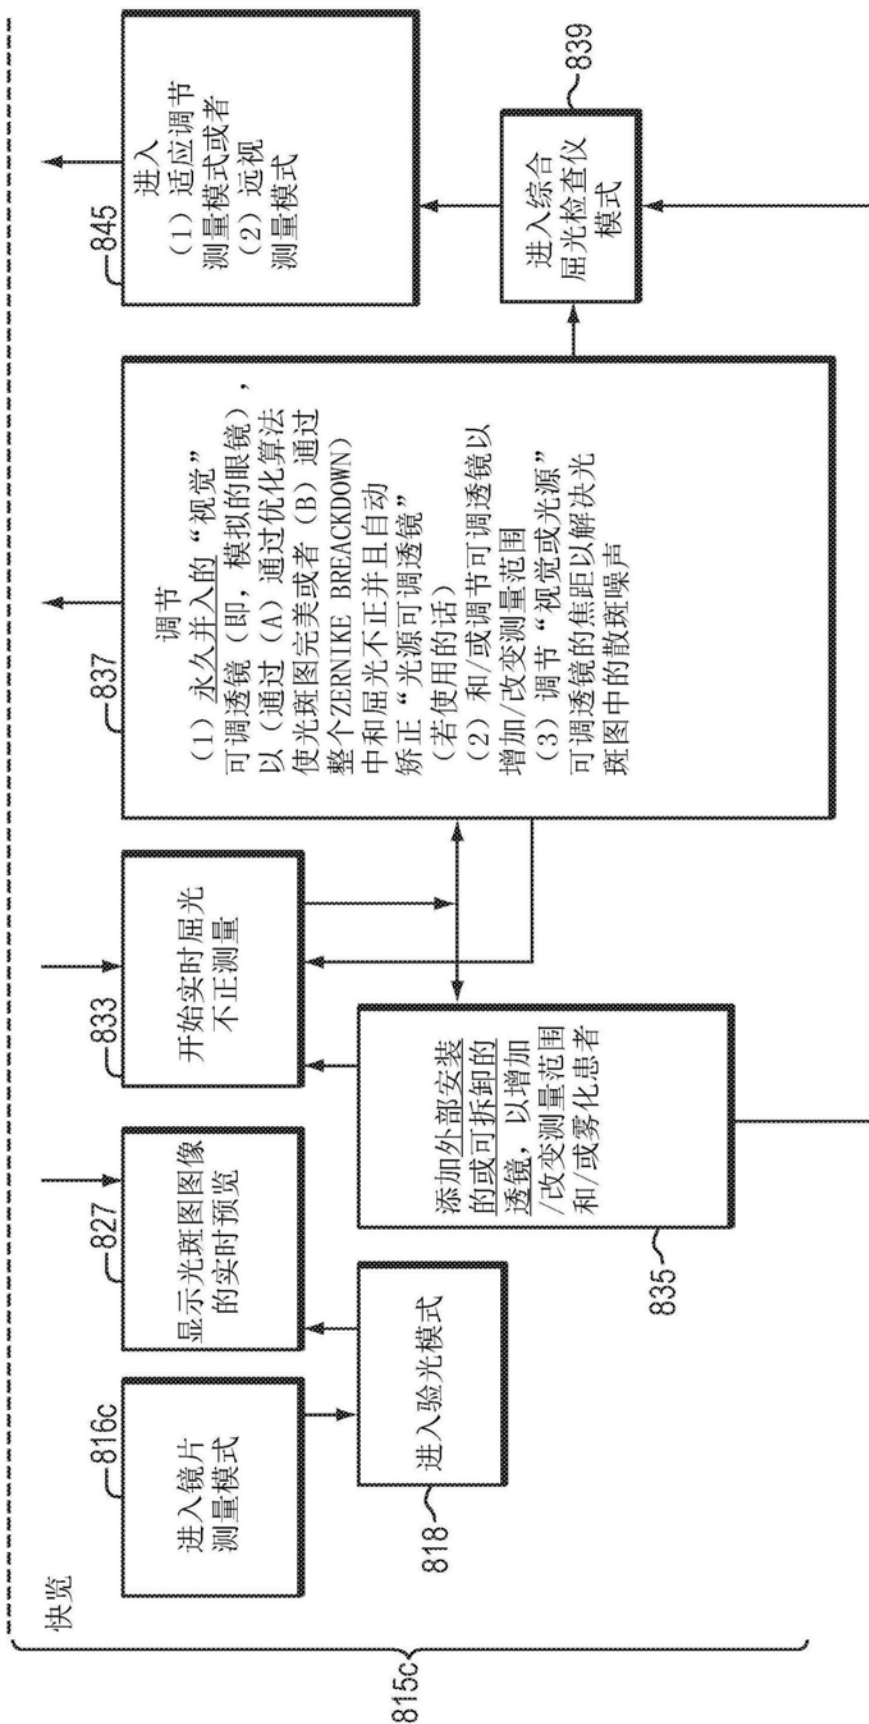 快览
815c
816c
进入镜片
测量模式
818
进入验光模式
827
显示光斑图图像
的实时预览
833
开始实时屈光
不正测量
835
添加外部安装
的或可拆卸的
透镜，以增加
/改变测量范围
和/或雾化患者
837
调节
（1）永久并入的“视觉”
可调透镜（即，模拟的眼镜），
以（通过（A）通过优化算法
使光斑图完美或者（B）通过
整个ZERNIKE BREACKDOWN）
中和屈光不正并且自动
矫正“光源可调透镜”
（若使用的话）
（2）和/或调节可调透镜以
增加/改变测量范围
（3）调节“视觉或光源”
可调透镜的焦距以解决光
斑图中的散斑噪声
845
进入
（1）适应调节
测量模式或者
（2）远视
测量模式
839
进入综合
屈光检查仪
模式